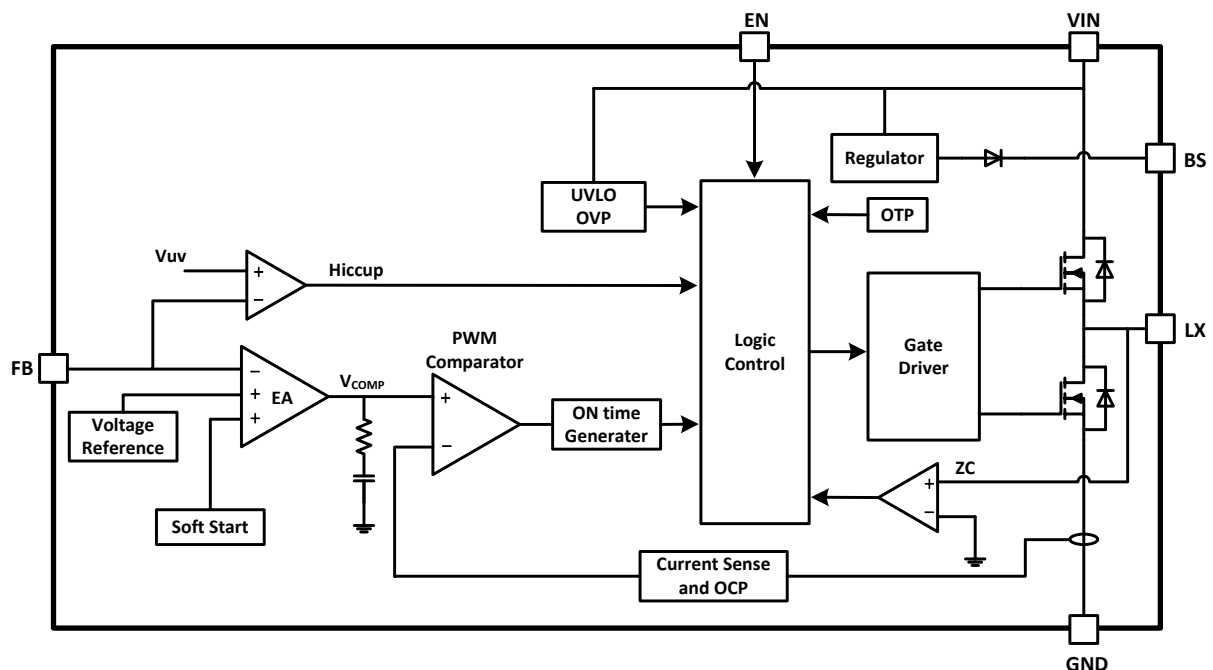 EN
VIN
Regulator
BS
UVLO
OVP
OTP
Vuv
+
−
Hiccup
PWM
Comparator
Logic
Control
Gate
Driver
LX
FB
−
+
+
EA
VCOMP
+
−
ON time
Generater
Voltage
Reference
Soft Start
ZC
+
−
Current Sense
and OCP
GND